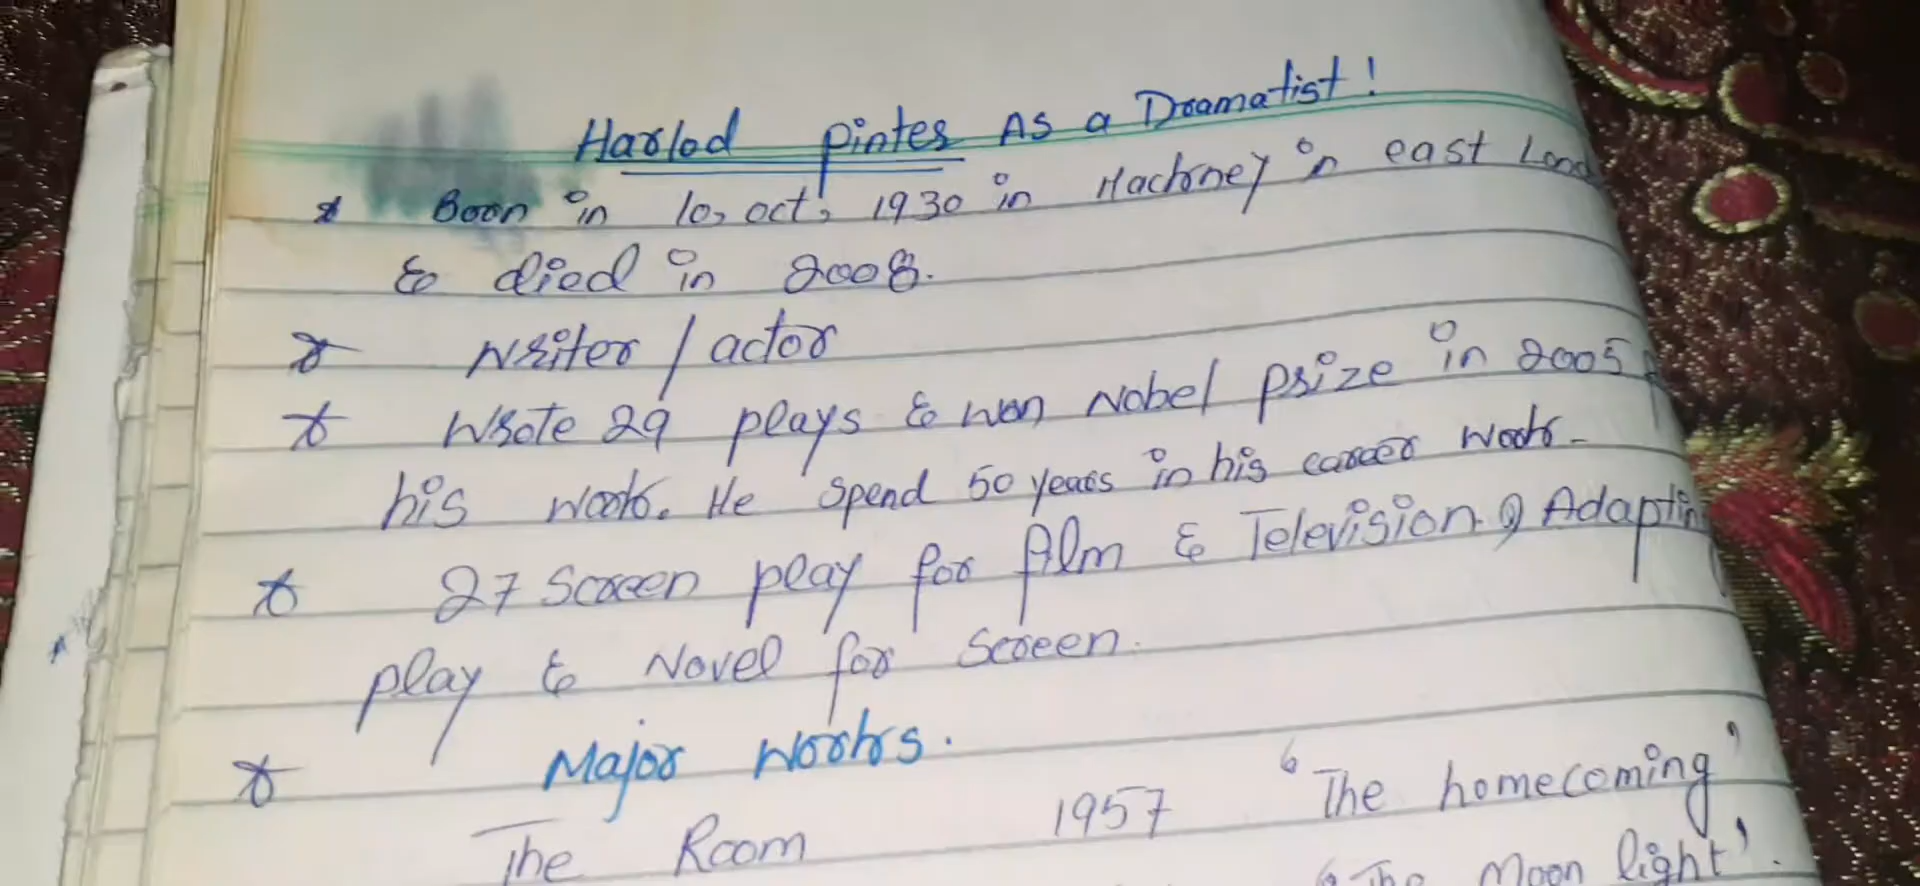 Harlod Pinter As a Dramatist!
* Born in 10, oct, 1930 in Hackney in east Lond
& died in 2008.
* Writer / actor
* Wrote 29 plays & won Nobel prize in 2005
his work. He spend 50 years in his career work-
* 27 Screen play for film & Television. Adaptin
play & Novel for Screen.
* Major Works.
The Room 1957 "The homecoming"
"The Moon light".